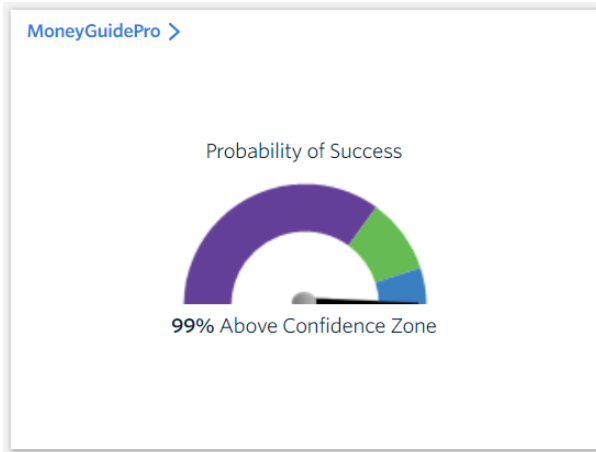 MoneyGuidePro >
Probability of Success
99% Above Confidence Zone